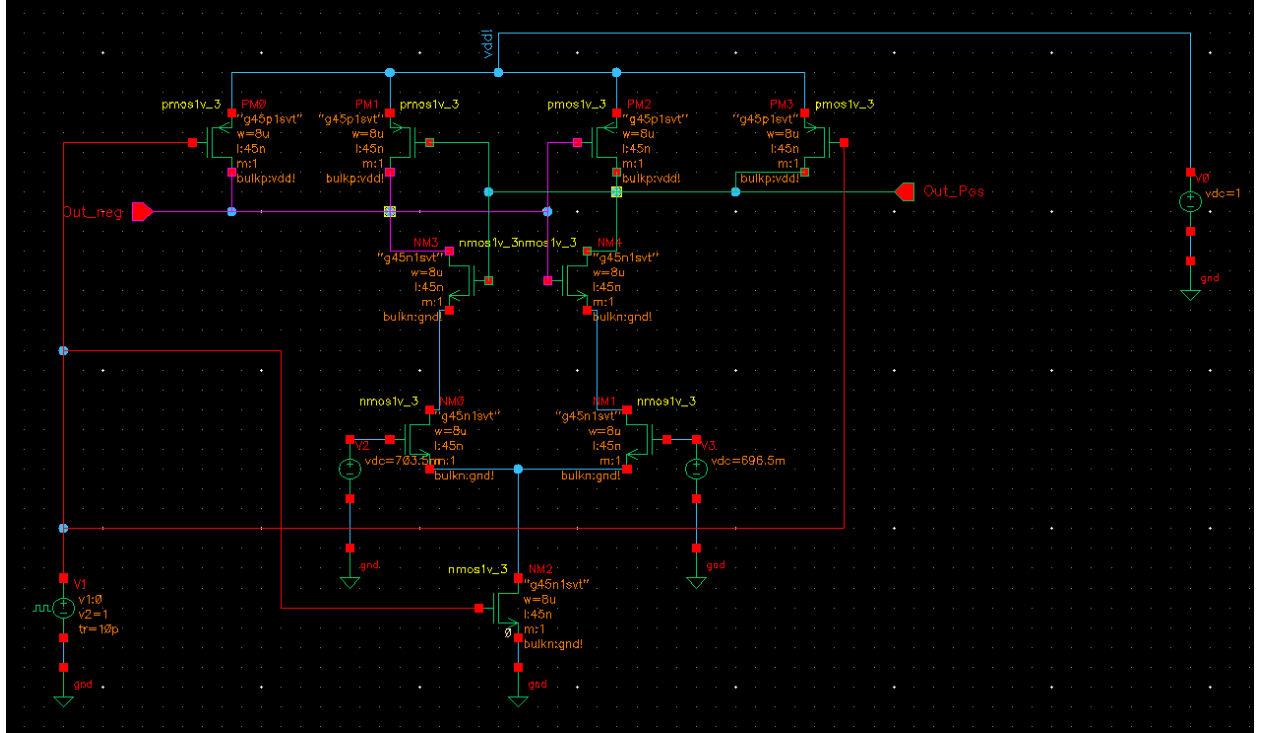 vdd!
pmos1v_3
PM0
"g45p1svt"
w=8u
l:45n
m:1
bulkp:vdd!
PM1
pmos1v_3
"g45p1svt"
w=8u
l:45n
m:1
bulkp:vdd!
PM2
pmos1v_3
"g45p1svt"
w=8u
l:45n
m:1
bulkp:vdd!
PM3
pmos1v_3
"g45p1svt"
w=8u
l:45n
m:1
bulkp:vdd!
V0
vdc=1
gnd
Out_Pos
Out_neg
NM3
nmos1v_3
"g45n1svt"
w=8u
l:45n
m:1
bulkn:gnd!
nmos1v_3
NM4
"g45n1svt"
w=8u
l:45n
m:1
bulkn:gnd!
nmos1v_3
NM0
"g45n1svt"
w=8u
l:45n
m:1
bulkn:gnd!
NM1
nmos1v_3
"g45n1svt"
w=8u
l:45n
m:1
bulkn:gnd!
V2
vdc=703.5m
gnd
V3
vdc=696.5m
gnd
nmos1v_3
NM2
"g45n1svt"
w=8u
l:45n
m:1
bulkn:gnd!
0
gnd
V1
v1:0
v2=1
tr=10p
gnd